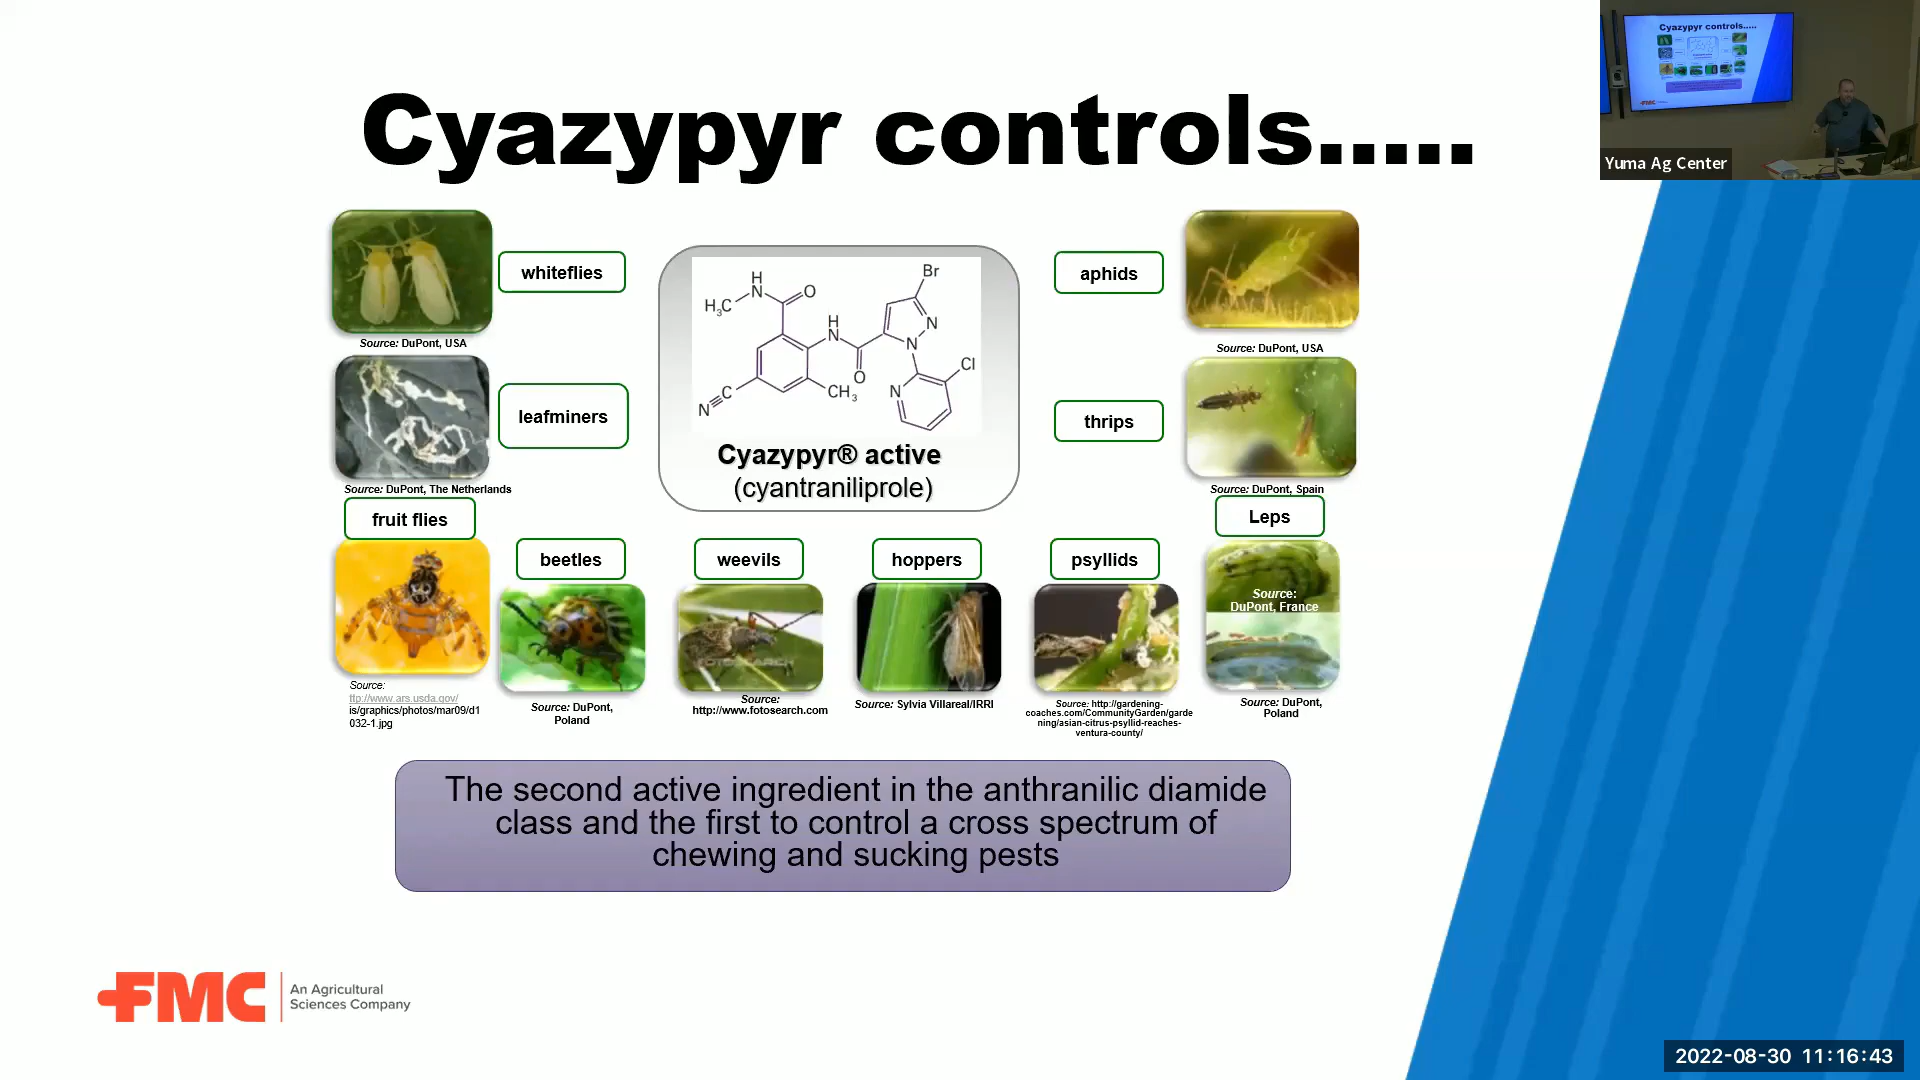 Cyazypyr controls.....
Cyazypyr controls.....
FMC
Yuma Ag Center
whiteflies
Source: DuPont, USA
leafminers
Source: DuPont, The Netherlands
H
N
H₃C
O
Br
H
N
N
N
O
Cl
N
CH₃
N
C
Cyazypyr® active
(cyantraniliprole)
aphids
Source: DuPont, USA
thrips
Source: DuPont, Spain
fruit flies
Source:
ttp://www.ars.usda.gov/
is/graphics/photos/mar09/d1
032-1.jpg
beetles
Source: DuPont,
Poland
weevils
FOTOSEARCH
Source:
http://www.fotosearch.com
hoppers
Source: Sylvia Villareal/IRRI
psyllids
Source: http://gardening-
coaches.com/CommunityGarden/garde
ning/asian-citrus-psyllid-reaches-
ventura-county/
Leps
Source:
DuPont, France
Source: DuPont,
Poland
The second active ingredient in the anthranilic diamide
class and the first to control a cross spectrum of
chewing and sucking pests
FMC
An Agricultural
Sciences Company
2022-08-30 11:16:43